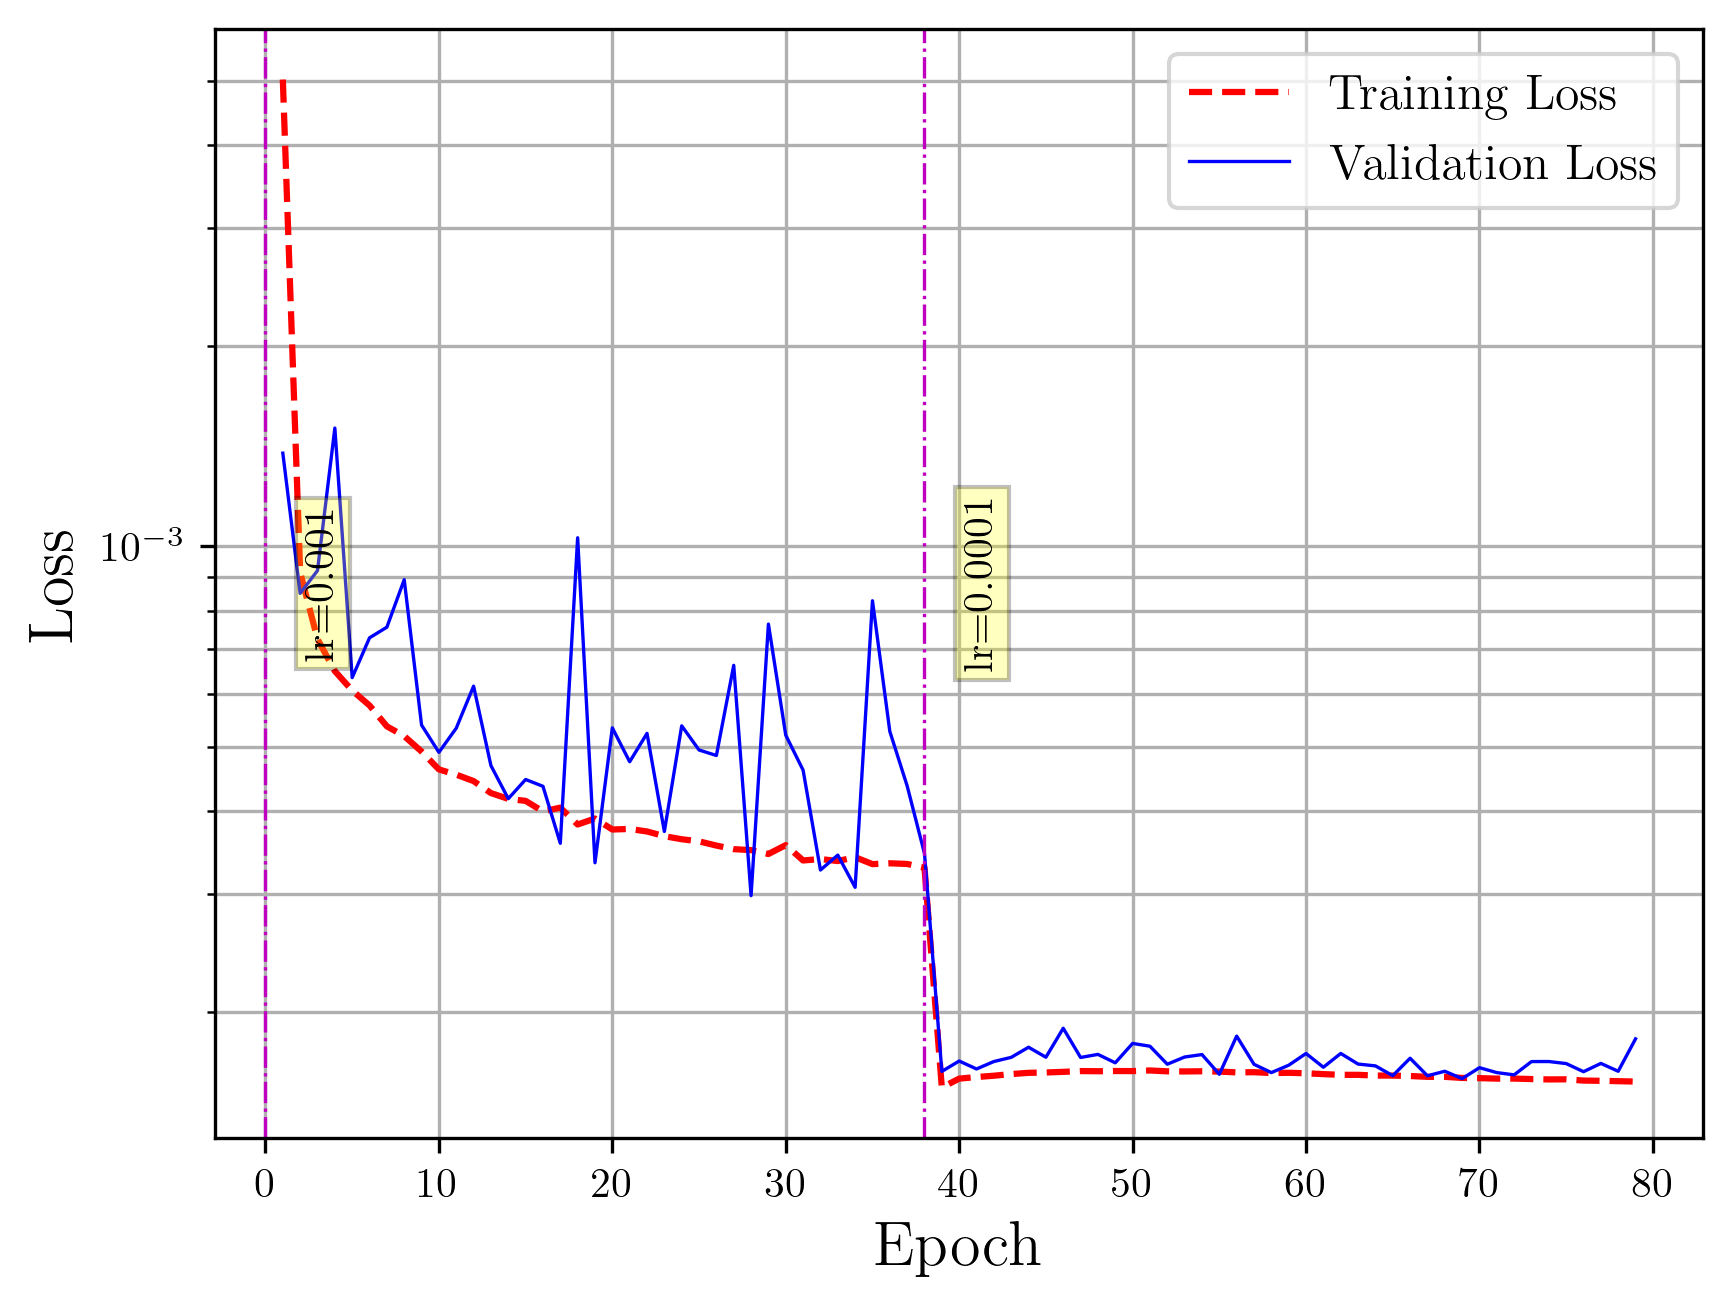 Training Loss
Validation Loss
Loss
10⁻³
lr=0.001
lr=0.0001
0 10 20 30 40 50 60 70 80
Epoch